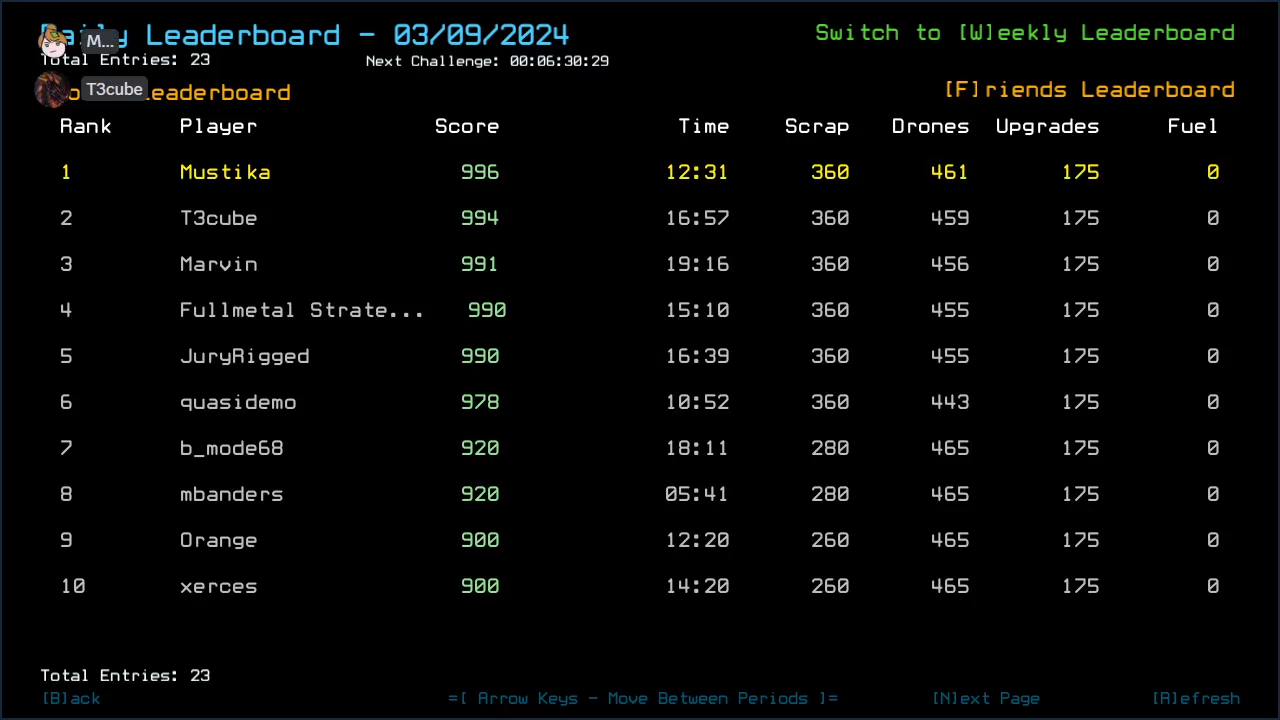 Leaderboard - 03/09/2024
Switch to [W]eekly Leaderboard
M...
Total Entries: 23
Next Challenge: 00:06:30:29
T3cube
Leaderboard
[F]riends Leaderboard
Rank Player Score Time Scrap Drones Upgrades Fuel
1 Mustika 996 12:31 360 461 175 0
2 T3cube 994 16:57 360 459 175 0
3 Marvin 991 19:16 360 456 175 0
4 Fullmetal Strate... 990 15:10 360 455 175 0
5 JuryRigged 990 16:39 360 455 175 0
6 quasidemo 978 10:52 360 443 175 0
7 b_mode68 920 18:11 280 465 175 0
8 mbanders 920 05:41 280 465 175 0
9 Orange 900 12:20 260 465 175 0
10 xerces 900 14:20 260 465 175 0
Total Entries: 23
[B]ack
=[ Arrow Keys - Move Between Periods ]=
[N]ext Page
[R]efresh